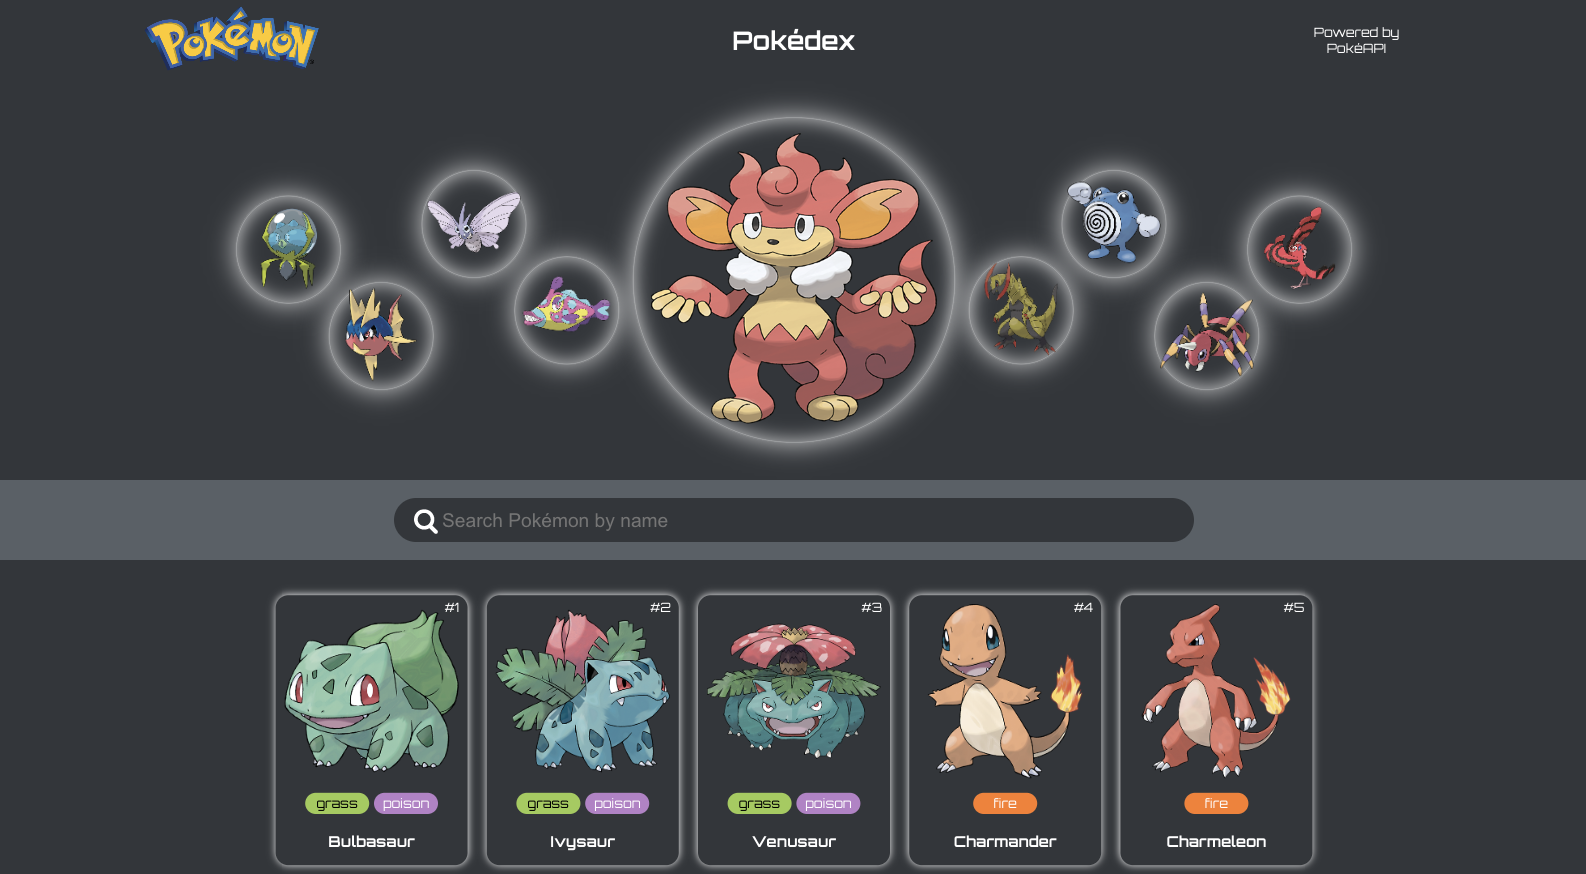 Pokémon
Pokédex
Powered by
PokéAPI
Search Pokémon by name
#1
grass poison
Bulbasaur
#2
grass poison
Ivysaur
#3
grass poison
Venusaur
#4
fire
Charmander
#5
fire
Charmeleon